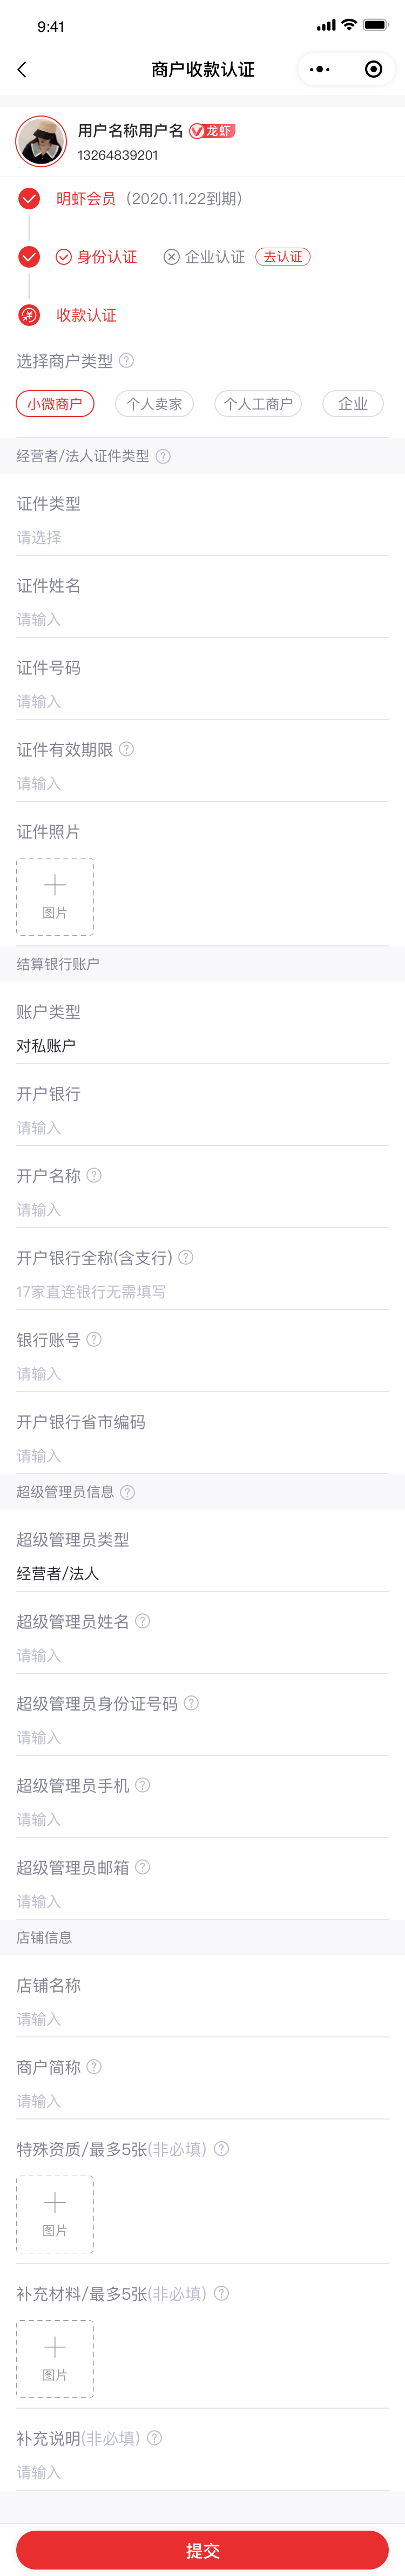 9:41
商户收款认证
用户名称用户名 龙虾
13264839201
明虾会员（2020.11.22到期）
身份认证 企业认证 去认证
收款认证
选择商户类型 ?
小微商户 个人卖家 个人工商户 企业
经营者/法人证件类型 ?
证件类型
请选择
证件姓名
请输入
证件号码
请输入
证件有效期限 ?
请输入
证件照片
图片
结算银行账户
账户类型
对私账户
开户银行
请输入
开户名称 ?
请输入
开户银行全称(含支行) ?
17家直连银行无需填写
银行账号 ?
请输入
开户银行省市编码
请输入
超级管理员信息 ?
超级管理员类型
经营者/法人
超级管理员姓名 ?
请输入
超级管理员身份证号码 ?
请输入
超级管理员手机 ?
请输入
超级管理员邮箱 ?
请输入
店铺信息
店铺名称
请输入
商户简称 ?
请输入
特殊资质/最多5张(非必填) ?
图片
补充材料/最多5张(非必填) ?
图片
补充说明(非必填) ?
请输入
提交